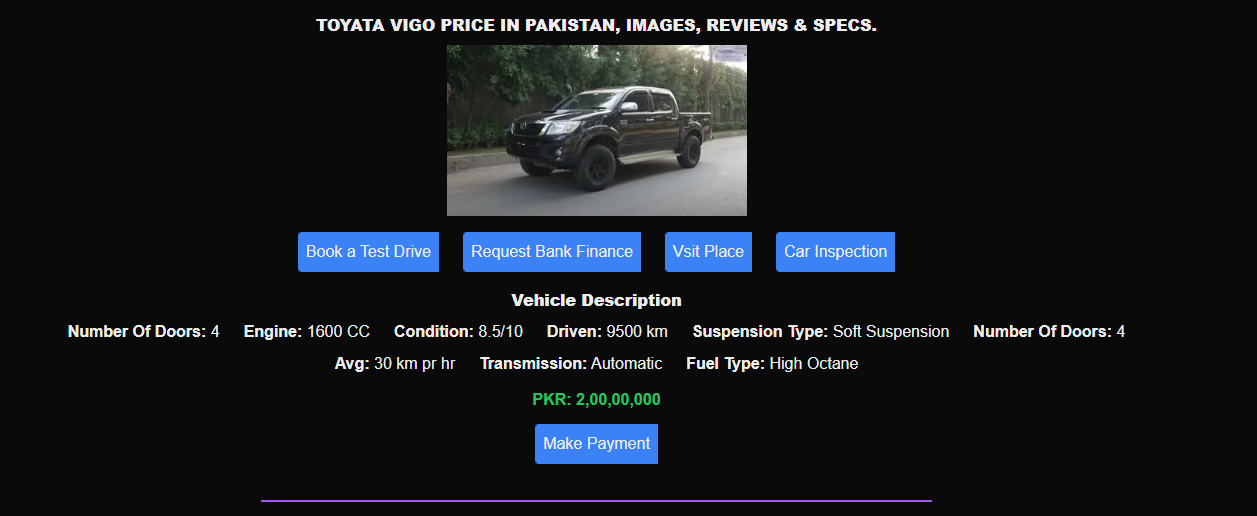 TOYATA VIGO PRICE IN PAKISTAN, IMAGES, REVIEWS & SPECS.
Book a Test Drive Request Bank Finance Vsit Place Car Inspection
Vehicle Description
Number Of Doors: 4 Engine: 1600 CC Condition: 8.5/10 Driven: 9500 km Suspension Type: Soft Suspension Number Of Doors: 4
Avg: 30 km pr hr Transmission: Automatic Fuel Type: High Octane
PKR: 2,00,00,000
Make Payment